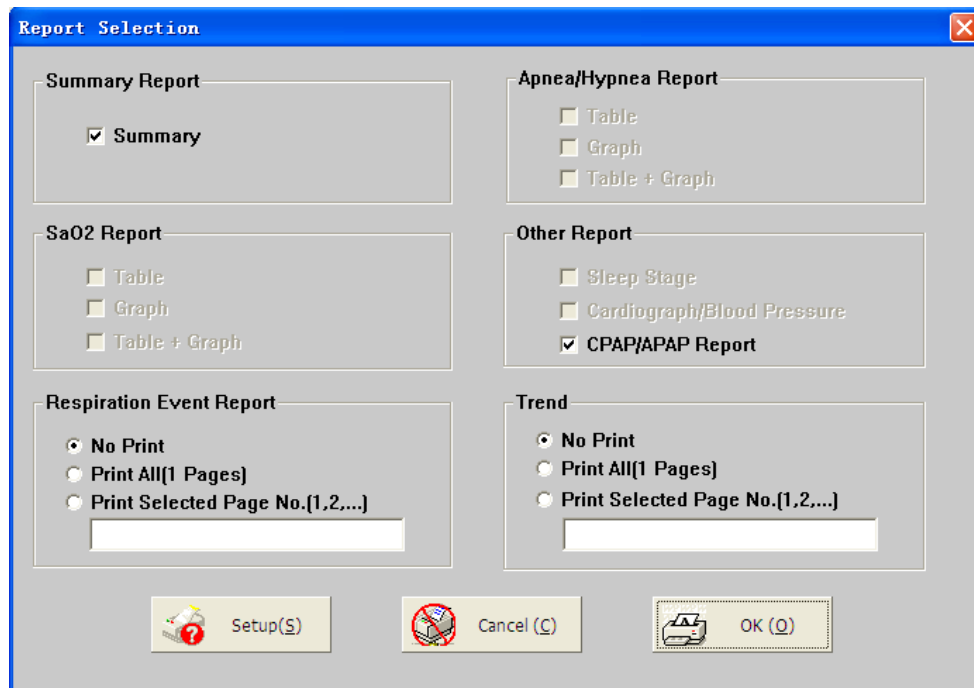 Report Selection
Summary Report
Summary
Apnea/Hypnea Report
Table
Graph
Table + Graph
SaO2 Report
Table
Graph
Table + Graph
Other Report
Sleep Stage
Cardiograph/Blood Pressure
CPAP/APAP Report
Respiration Event Report
No Print
Print All(1 Pages)
Print Selected Page No.(1,2,...)
Trend
No Print
Print All(1 Pages)
Print Selected Page No.(1,2,...)
Setup(S)
Cancel (C)
OK (O)